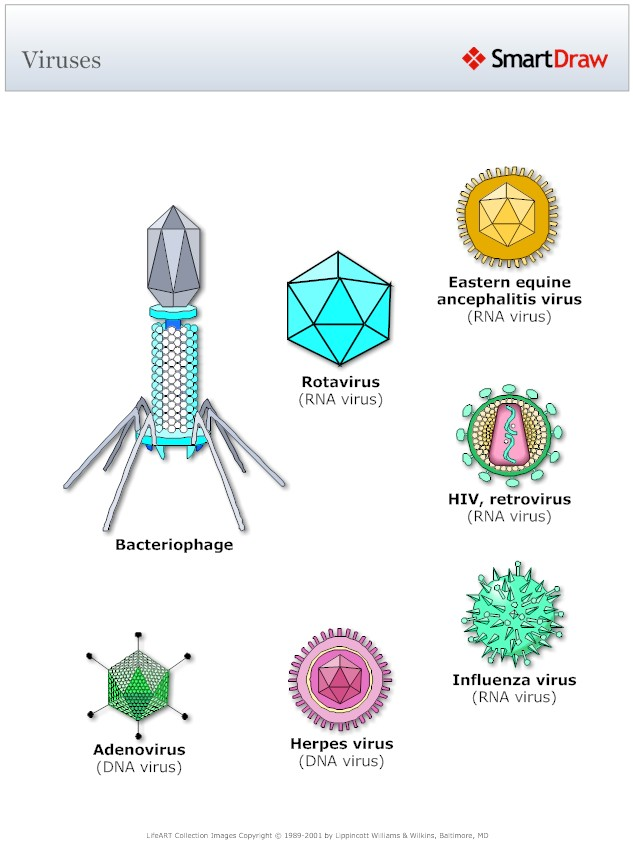 Viruses
SmartDraw
Eastern equine
ancephalitis virus
(RNA virus)
Rotavirus
(RNA virus)
HIV, retrovirus
(RNA virus)
Bacteriophage
Influenza virus
(RNA virus)
Adenovirus
(DNA virus)
Herpes virus
(DNA virus)
LifeART Collection Images Copyright © 1989-2001 by Lippincott Williams & Wilkins, Baltimore, MD